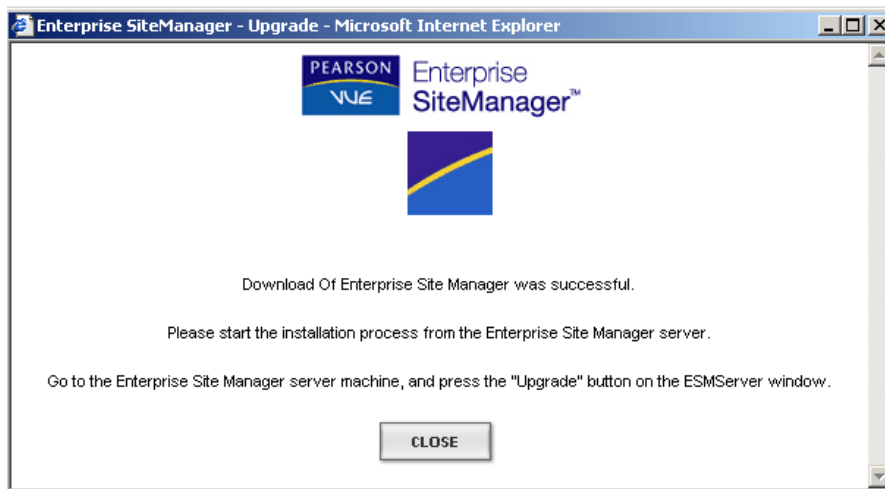 Enterprise SiteManager - Upgrade - Microsoft Internet Explorer
PEARSON
VUE
Enterprise
SiteManager™
Download Of Enterprise Site Manager was successful.
Please start the installation process from the Enterprise Site Manager server.
Go to the Enterprise Site Manager server machine, and press the "Upgrade" button on the ESMServer window.
CLOSE